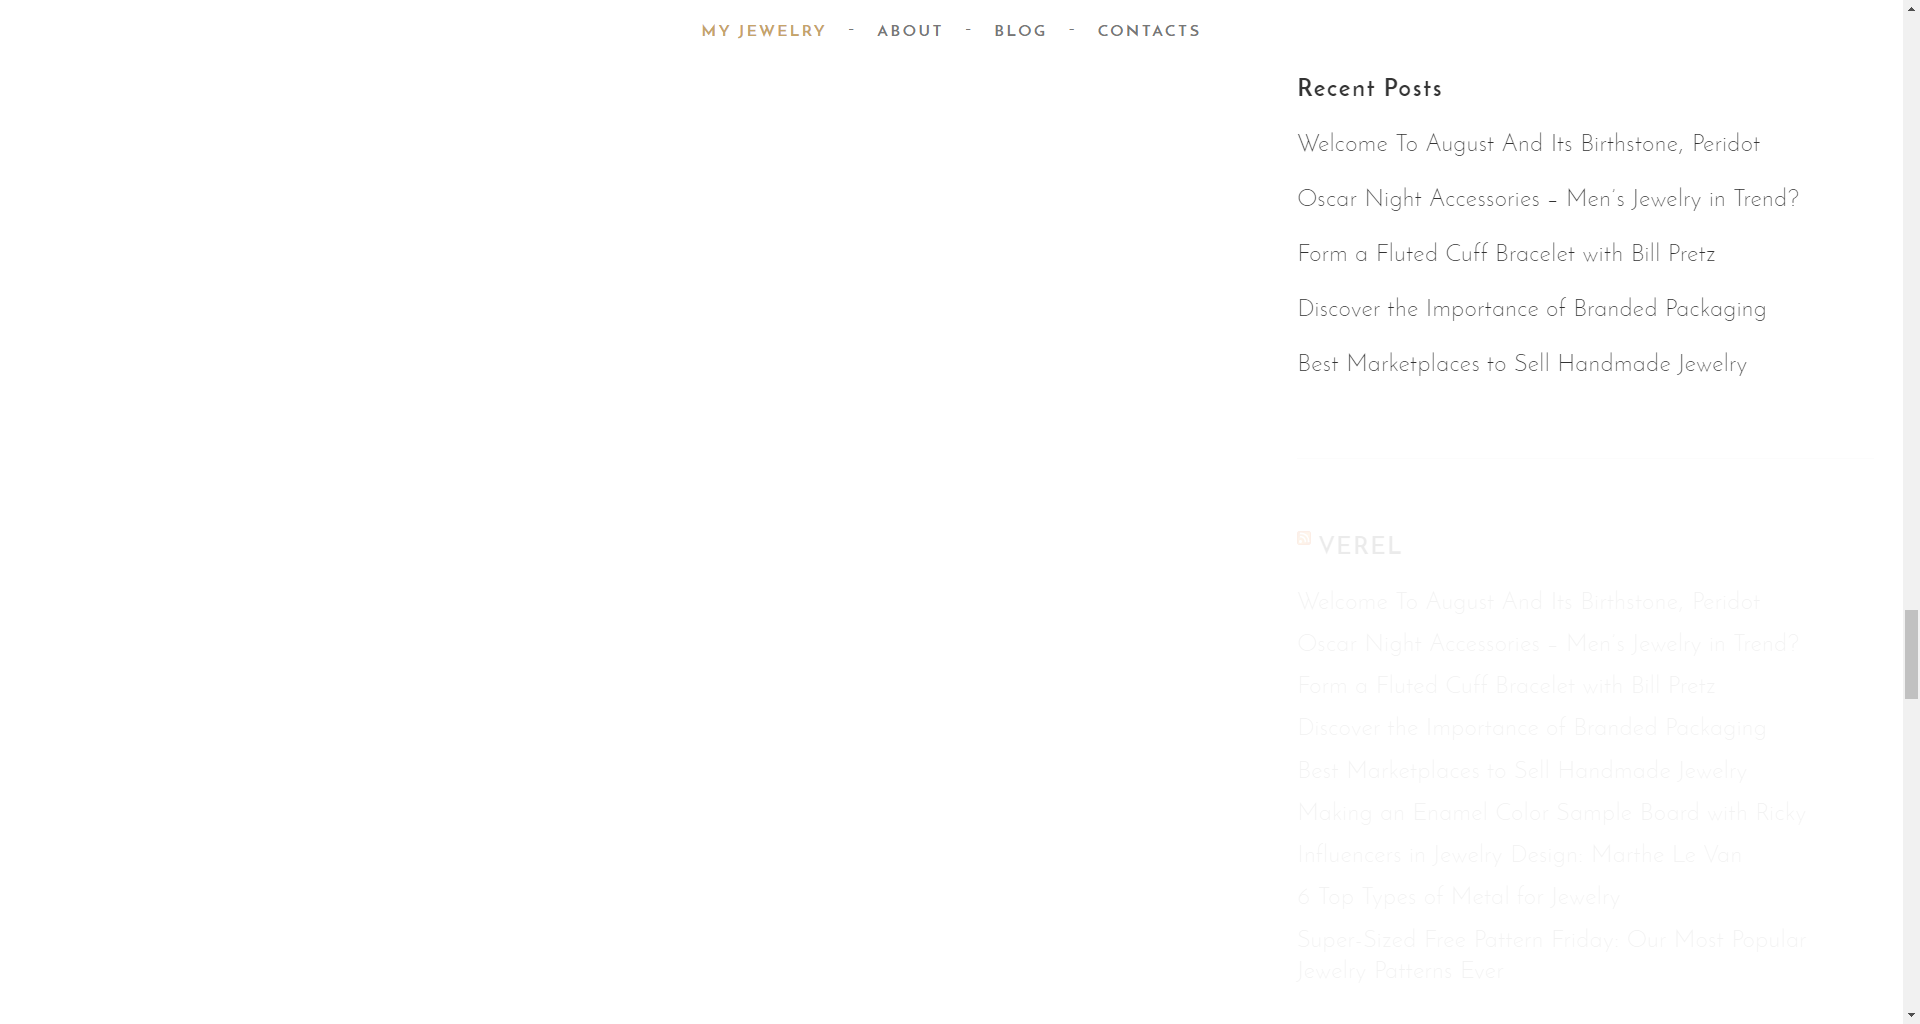 MY JEWELRY - ABOUT - BLOG - CONTACTS
Recent Posts
Welcome To August And Its Birthstone, Peridot
Oscar Night Accessories – Men’s Jewelry in Trend?
Form a Fluted Cuff Bracelet with Bill Pretz
Discover the Importance of Branded Packaging
Best Marketplaces to Sell Handmade Jewelry
VEREL
Welcome To August And Its Birthstone, Peridot
Oscar Night Accessories – Men’s Jewelry in Trend?
Form a Fluted Cuff Bracelet with Bill Pretz
Discover the Importance of Branded Packaging
Best Marketplaces to Sell Handmade Jewelry
Making an Enamel Color Sample Board with Ricky
Influencers in Jewelry Design: Marthe Le Van
6 Top Types of Metal for Jewelry
Super-Sized Free Pattern Friday: Our Most Popular
Jewelry Patterns Ever